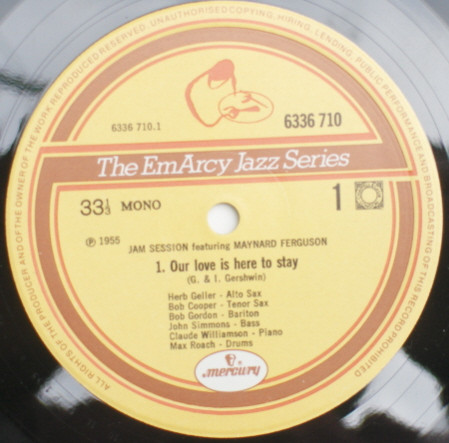 UNAUTHORISED COPYING, HIRING, LENDING, PUBLIC PERFORMANCE AND BROADCASTING OF THIS RECORD PROHIBITED
ALL RIGHTS OF THE PRODUCER AND OF THE OWNER OF THE WORK REPRODUCED RESERVED.
6336 710.1
6336 710
The EmArcy Jazz Series
33⅓ MONO
1
℗ 1955
JAM SESSION featuring MAYNARD FERGUSON
1. Our love is here to stay
(G. & I. Gershwin)
Herb Geller - Alto Sax
Bob Cooper - Tenor Sax
Bob Gordon - Bariton
John Simmons - Bass
Claude Williamson - Piano
Max Roach - Drums
mercury